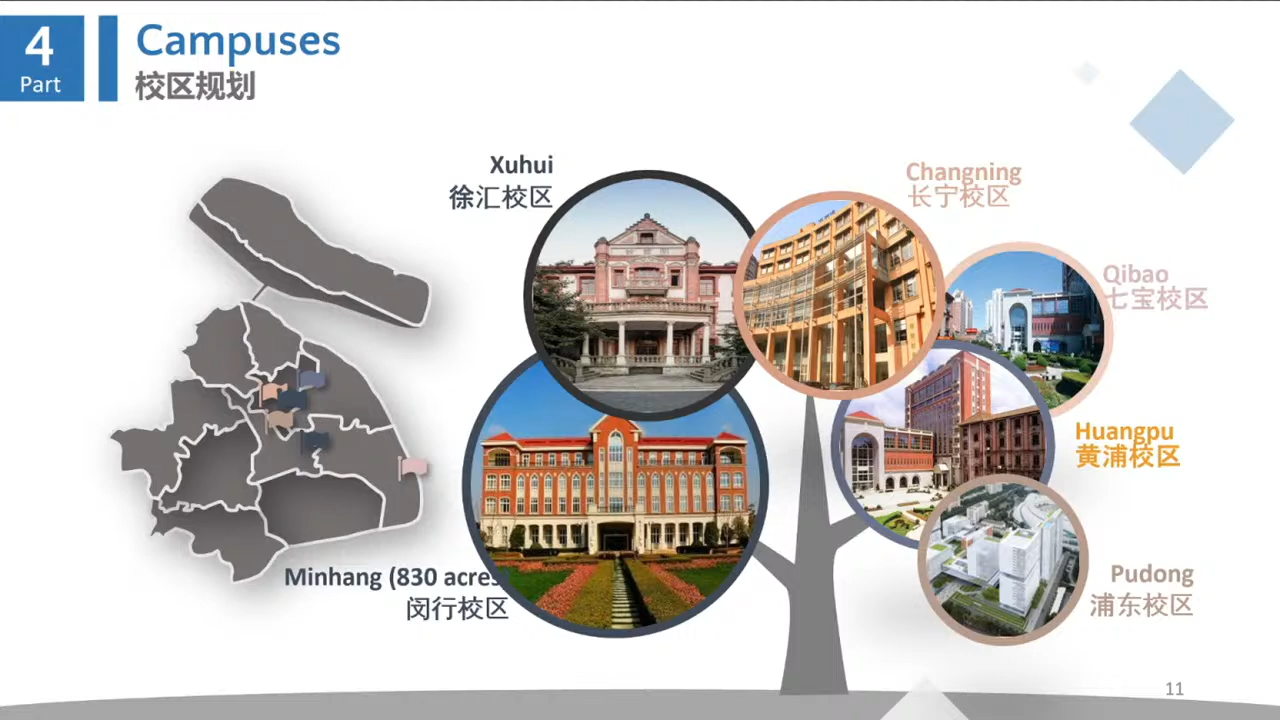 4
Part
Campuses
校区规划
Xuhui
徐汇校区
Changning
长宁校区
Qibao
七宝校区
Huangpu
黄浦校区
Minhang (830 acres
闵行校区
Pudong
浦东校区
11